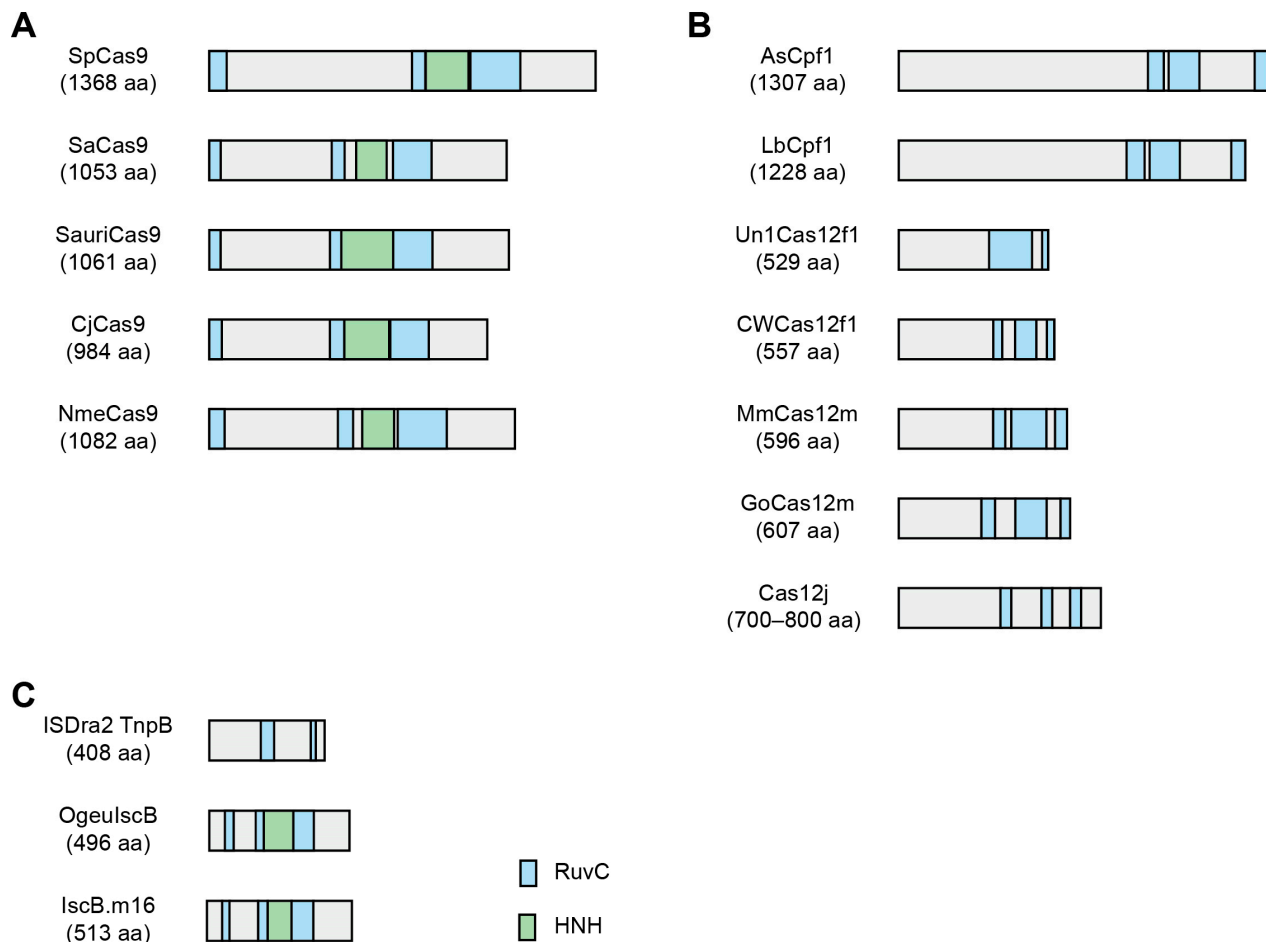 A
SpCas9
(1368 aa)
SaCas9
(1053 aa)
SauriCas9
(1061 aa)
CjCas9
(984 aa)
NmeCas9
(1082 aa)
B
AsCpf1
(1307 aa)
LbCpf1
(1228 aa)
Un1Cas12f1
(529 aa)
CWCas12f1
(557 aa)
MmCas12m
(596 aa)
GoCas12m
(607 aa)
Cas12j
(700–800 aa)
C
ISDra2 TnpB
(408 aa)
OgeuIscB
(496 aa)
IscB.m16
(513 aa)
RuvC
HNH